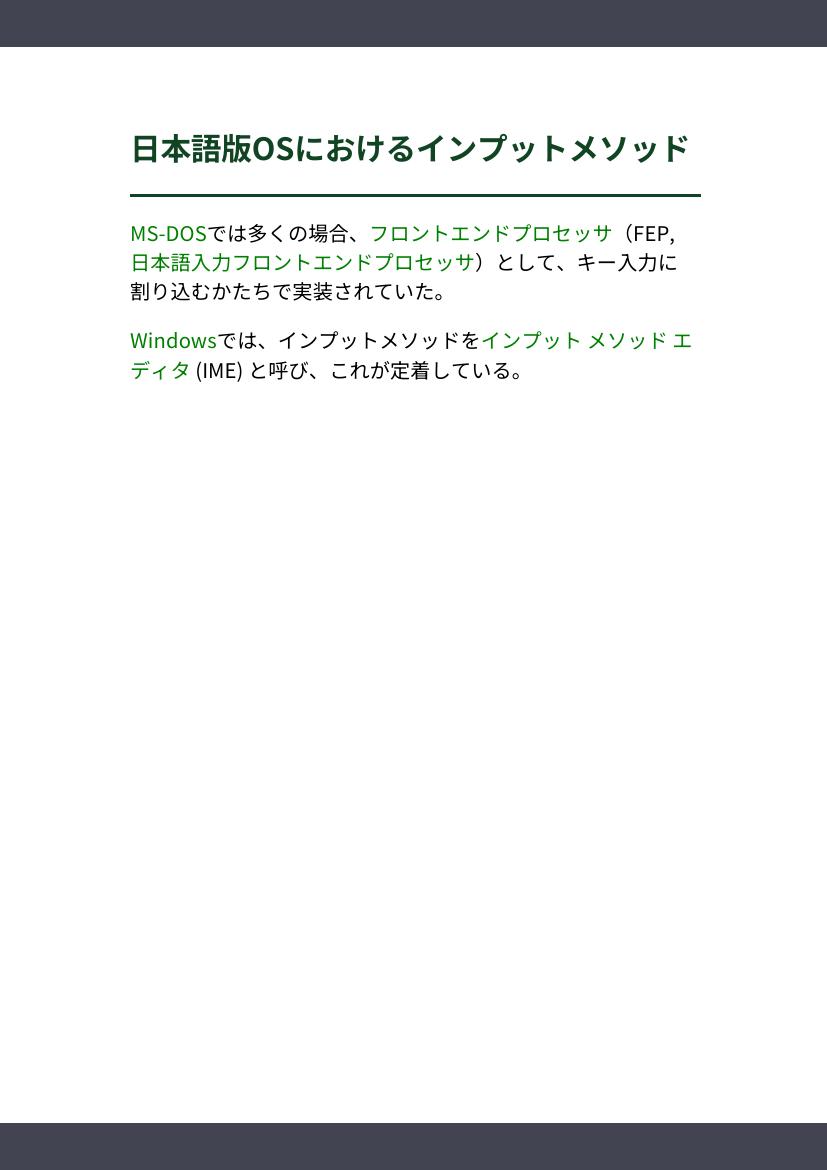 日本語版OSにおけるインプットメソッド
MS-DOSでは多くの場合、フロントエンドプロセッサ（FEP,
日本語入力フロントエンドプロセッサ）として、キー入力に
割り込むかたちで実装されていた。
Windowsでは、インプットメソッドをインプット メソッド エ
ディタ (IME) と呼び、これが定着している。